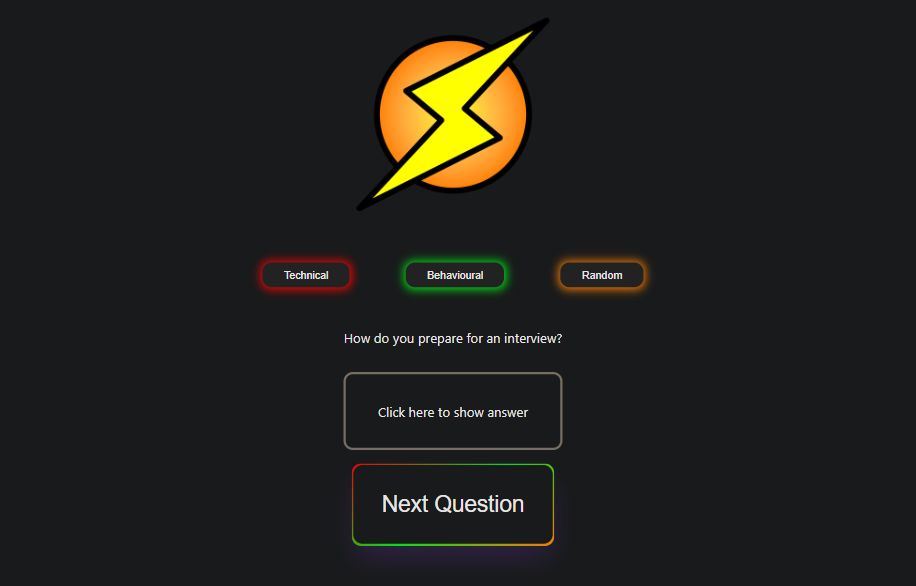 Technical
Behavioural
Random
How do you prepare for an interview?
Click here to show answer
Next Question